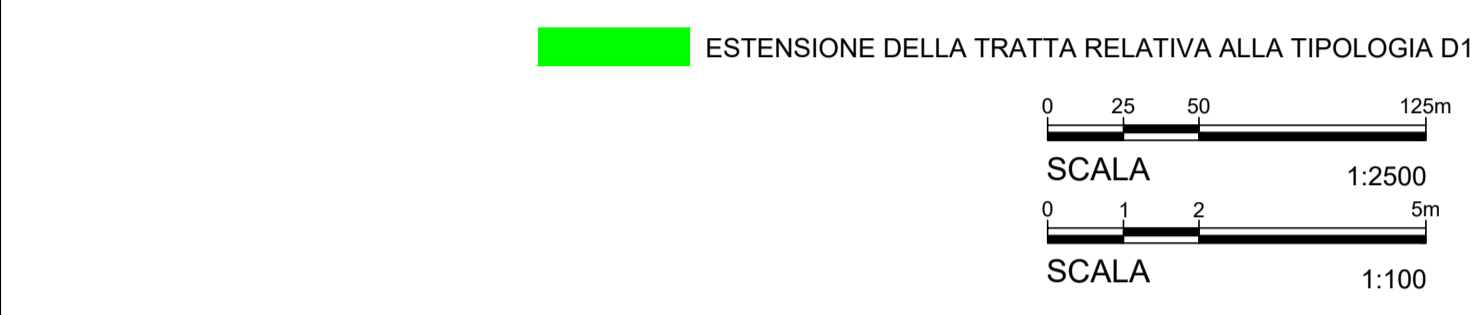 ESTENSIONE DELLA TRATTA RELATIVA ALLA TIPOLOGIA D1
0 25 50 125m
SCALA 1:2500
0 1 2 5m
SCALA 1:100